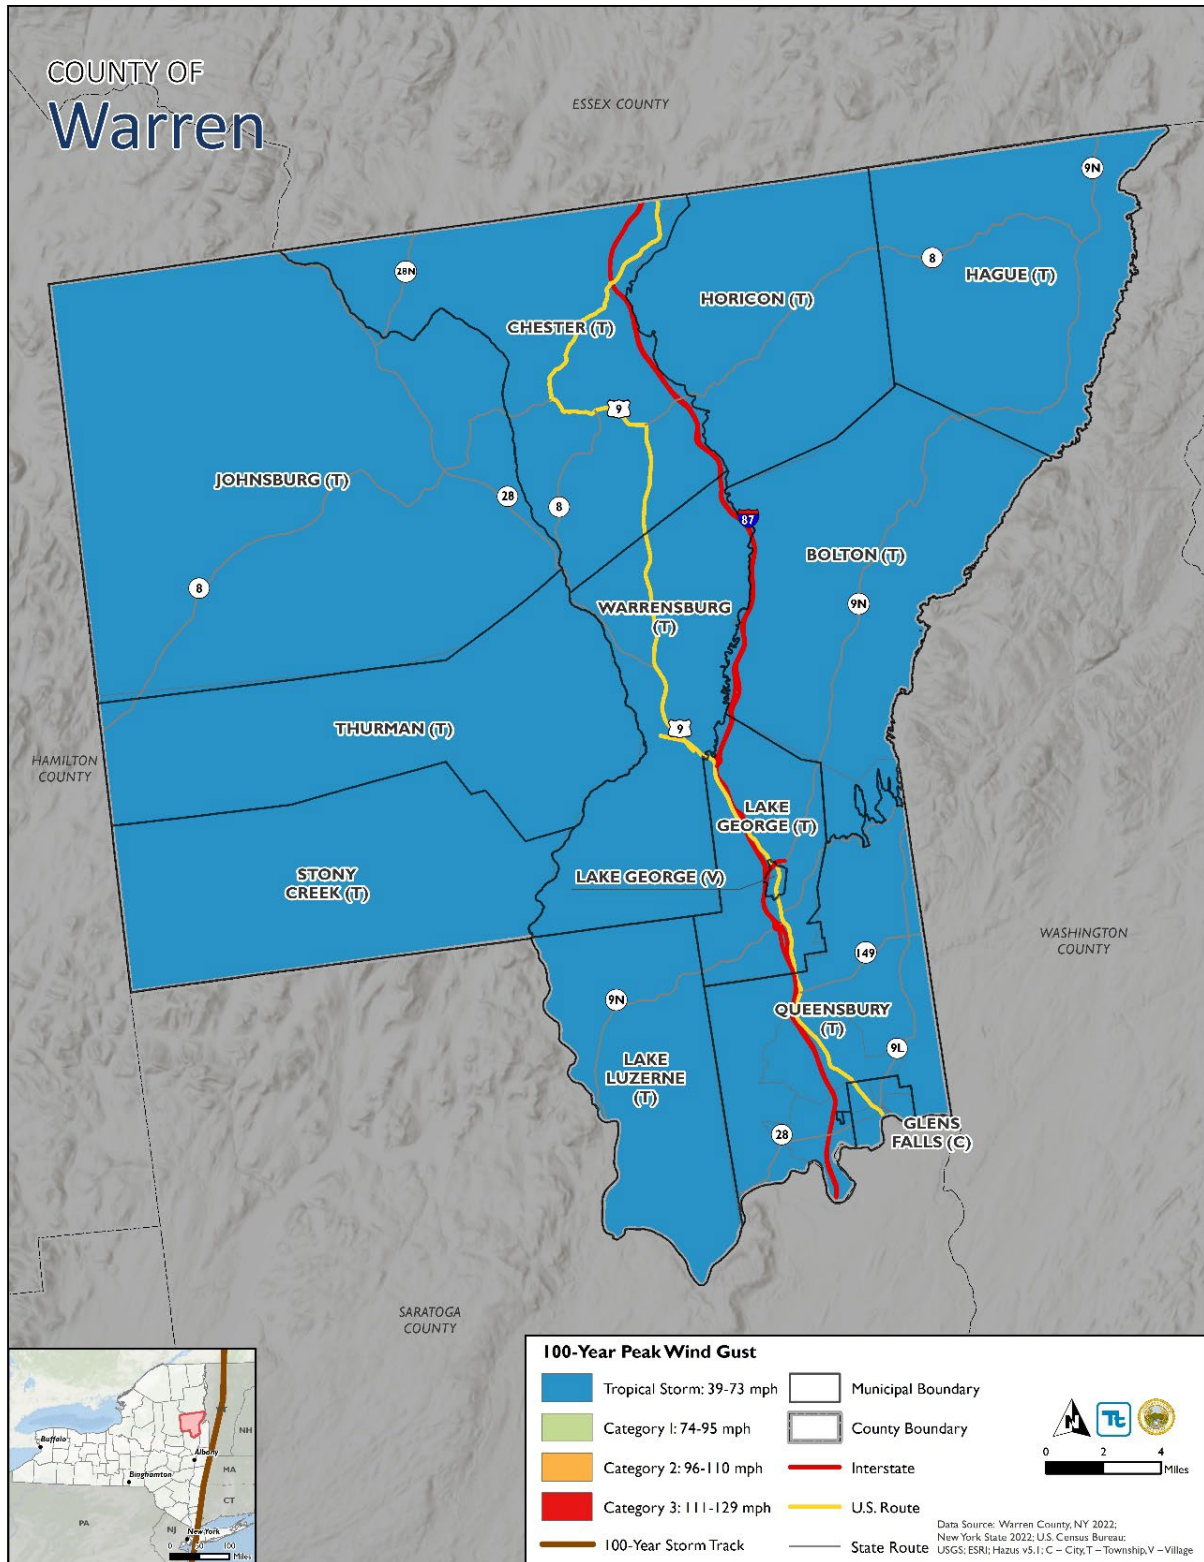 COUNTY OF
Warren
ESSEX COUNTY
9N
8
HAGUE (T)
28N
HORICON (T)
CHESTER (T)
9
JOHNSBURG (T)
28
8
87
BOLTON (T)
8
9N
WARRENSBURG
(T)
THURMAN (T)
9
HAMILTON
COUNTY
LAKE
GEORGE (T)
STONY
CREEK (T)
LAKE GEORGE (V)
WASHINGTON
COUNTY
149
9N
QUEENSBURY
(T)
9L
LAKE
LUZERNE
(T)
28
GLENS
FALLS (C)
SARATOGA
COUNTY
Buffalo
Binghamton
Albany
New York
PA
NJ
NH
MA
CT
0 50 100
Miles
100-Year Peak Wind Gust
Tropical Storm: 39-73 mph
Category 1: 74-95 mph
Category 2: 96-110 mph
Category 3: 111-129 mph
100-Year Storm Track
Municipal Boundary
County Boundary
Interstate
U.S. Route
State Route
N
Tt
0 2 4
Miles
Data Source: Warren County, NY 2022;
New York State 2022; U.S. Census Bureau;
USGS; ESRI; Hazus v5.1; C – City, T – Township, V – Village